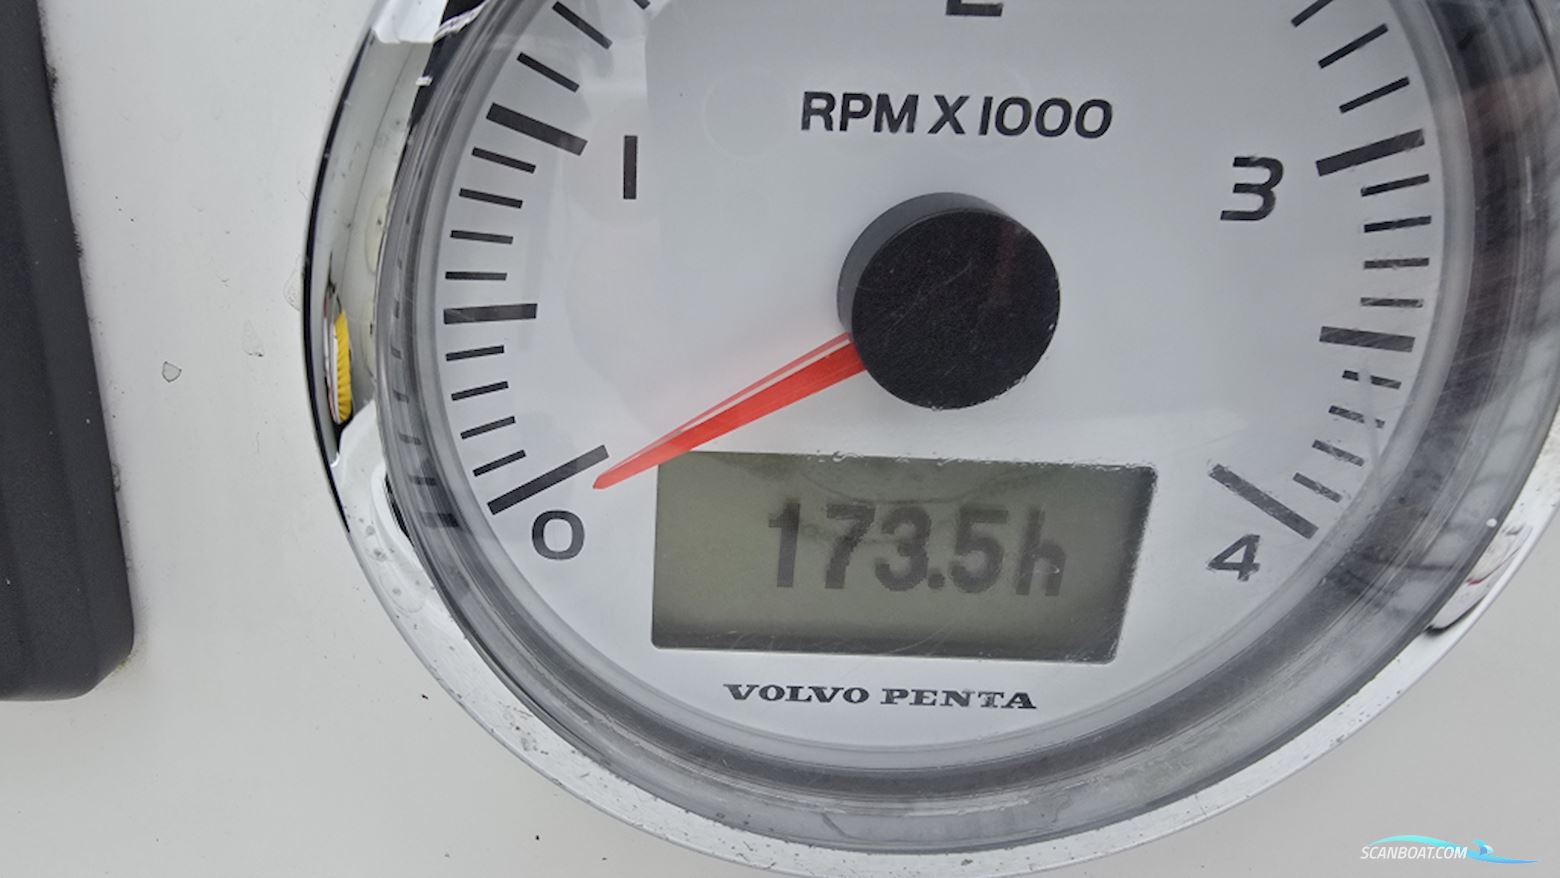 2
RPM X 1000
1
3
0
173.5h
4
VOLVO PENTA
SCANBOAT.COM